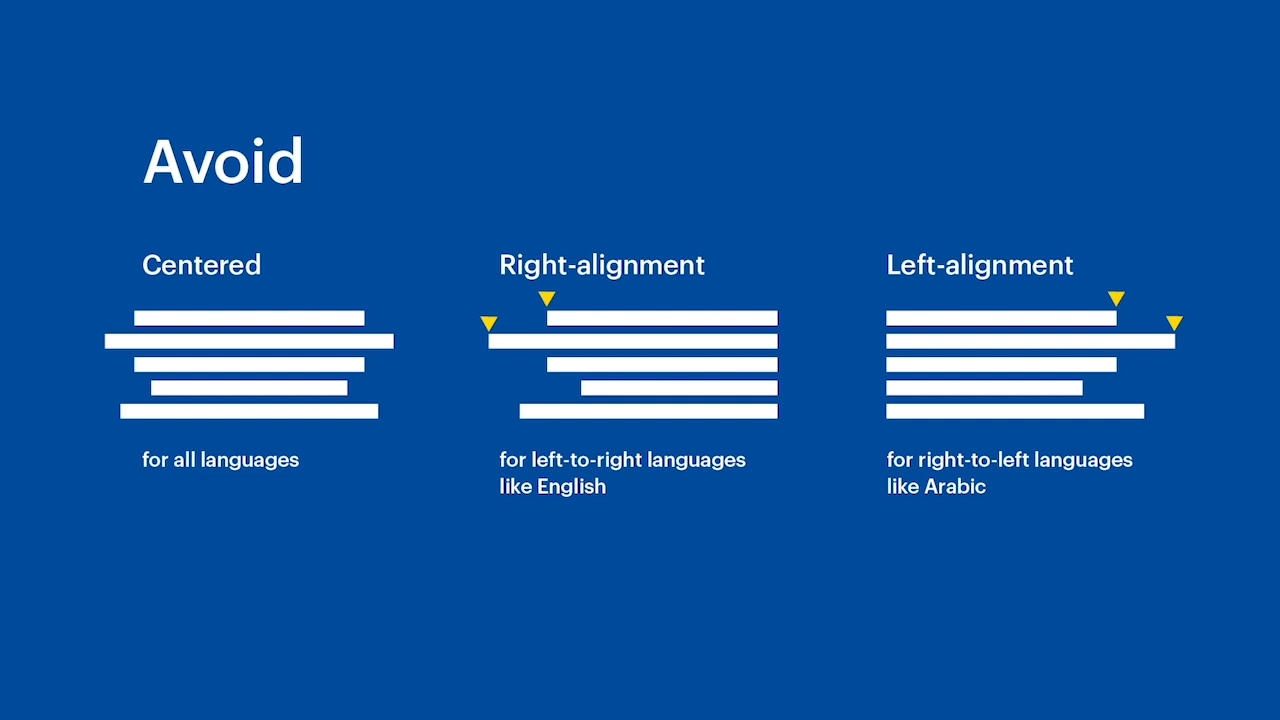 Avoid
Centered
for all languages
Right-alignment
for left-to-right languages
like English
Left-alignment
for right-to-left languages
like Arabic